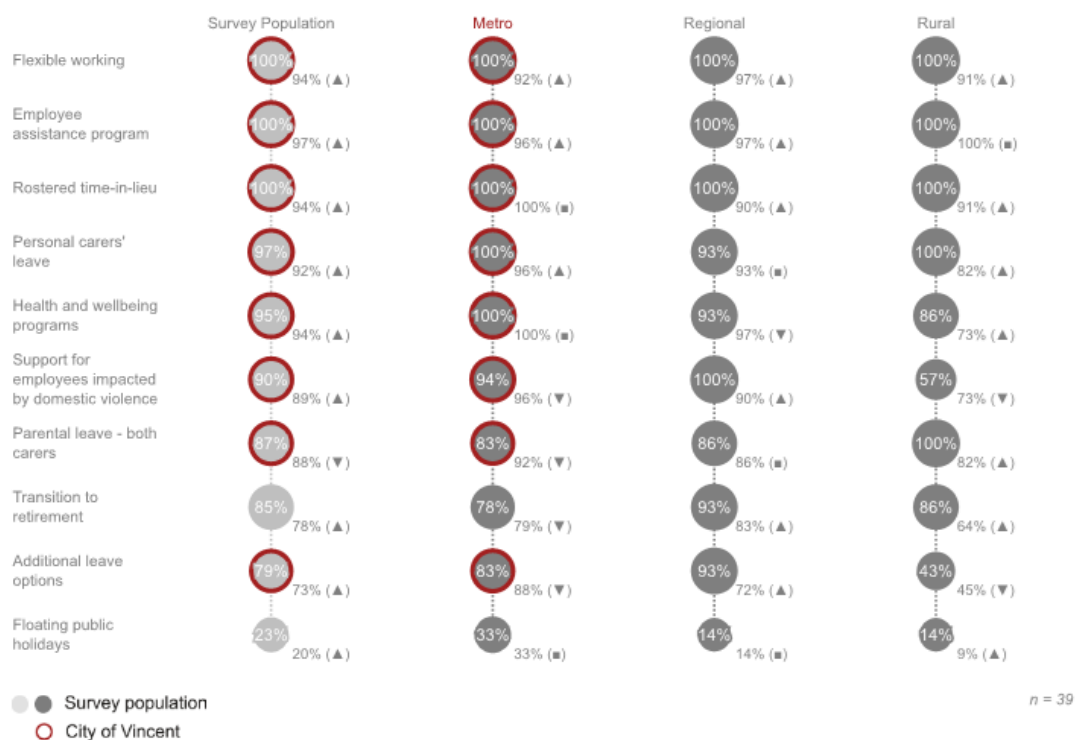 Survey Population Metro Regional Rural
Flexible working 100% 100% 100% 100%
94% (▲) 92% (▲) 97% (▲) 91% (▲)
Employee
assistance program 100% 100% 100% 100%
97% (▲) 96% (▲) 97% (▲) 100% (■)
Rostered time-in-lieu 100% 100% 100% 100%
94% (▲) 100% (■) 90% (▲) 91% (▲)
Personal carers'
leave 97% 100% 93% 100%
92% (▲) 96% (▲) 93% (■) 82% (▲)
Health and wellbeing
programs 95% 100% 93% 86%
94% (▲) 100% (■) 97% (▼) 73% (▲)
Support for
employees impacted 90% 94% 100% 57%
by domestic violence 89% (▲) 96% (▼) 90% (▲) 73% (▼)
Parental leave - both
carers 87% 83% 86% 100%
88% (▼) 92% (▼) 86% (■) 82% (▲)
Transition to
retirement 85% 78% 93% 86%
78% (▲) 79% (▼) 83% (▲) 64% (▲)
Additional leave
options 79% 83% 93% 43%
73% (▲) 88% (▼) 72% (▲) 45% (▼)
Floating public
holidays 23% 33% 14% 14%
20% (▲) 33% (■) 14% (■) 9% (▲)
Survey population n = 39
City of Vincent